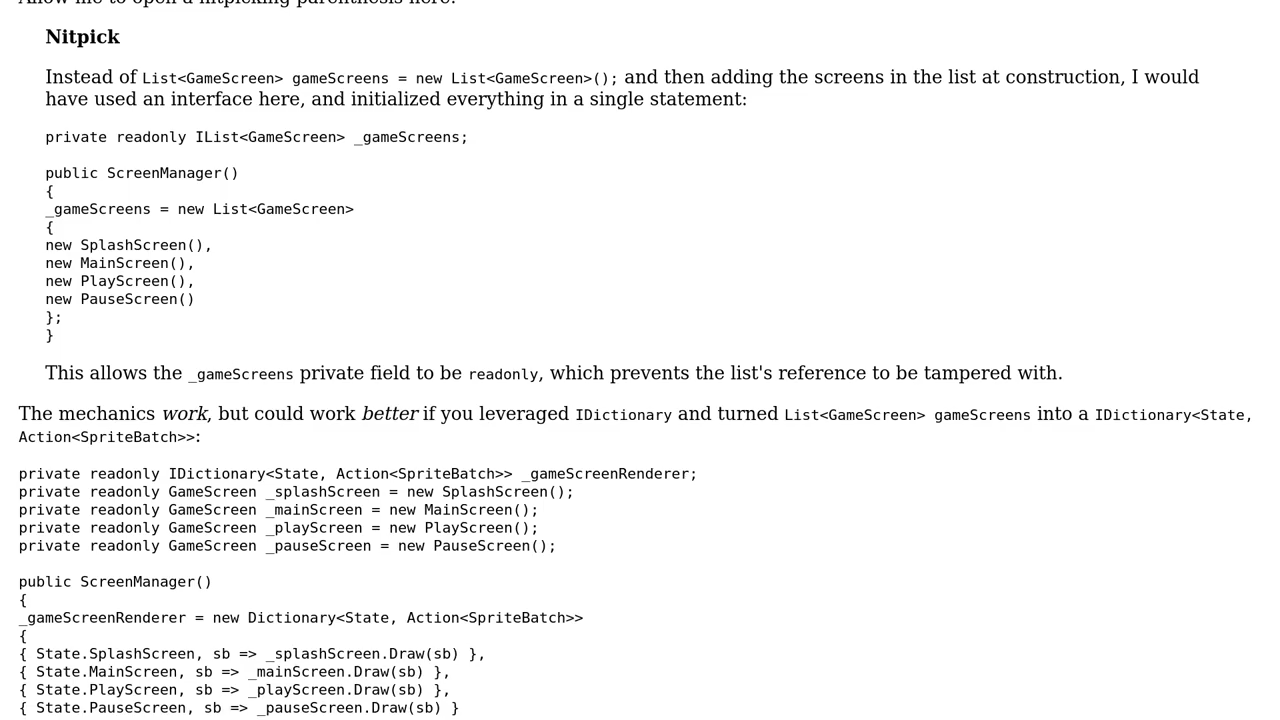 Allow me to open a nitpicking parenthesis here:
Nitpick
Instead of List<GameScreen> gameScreens = new List<GameScreen>(); and then adding the screens in the list at construction, I would
have used an interface here, and initialized everything in a single statement:
private readonly IList<GameScreen> _gameScreens;
public ScreenManager()
{
_gameScreens = new List<GameScreen>
{
new SplashScreen(),
new MainScreen(),
new PlayScreen(),
new PauseScreen()
};
}
This allows the _gameScreens private field to be readonly, which prevents the list's reference to be tampered with.
The mechanics work, but could work better if you leveraged IDictionary and turned List<GameScreen> gameScreens into a IDictionary<State,
Action<SpriteBatch>>:
private readonly IDictionary<State, Action<SpriteBatch>> _gameScreenRenderer;
private readonly GameScreen _splashScreen = new SplashScreen();
private readonly GameScreen _mainScreen = new MainScreen();
private readonly GameScreen _playScreen = new PlayScreen();
private readonly GameScreen _pauseScreen = new PauseScreen();
public ScreenManager()
{
_gameScreenRenderer = new Dictionary<State, Action<SpriteBatch>>
{
{ State.SplashScreen, sb => _splashScreen.Draw(sb) },
{ State.MainScreen, sb => _mainScreen.Draw(sb) },
{ State.PlayScreen, sb => _playScreen.Draw(sb) },
{ State.PauseScreen, sb => _pauseScreen.Draw(sb) }